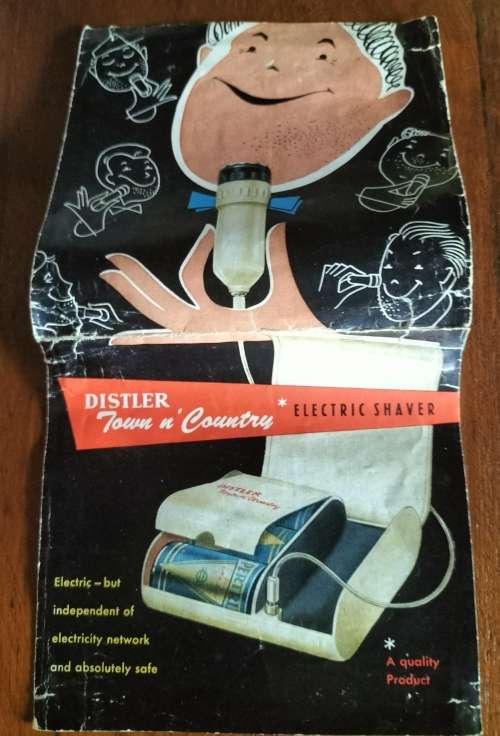 DISTLER
Town n' Country * ELECTRIC SHAVER
DISTLER
Town n' Country
Electric – but
independent of
electricity network
and absolutely safe
*
A quality
Product